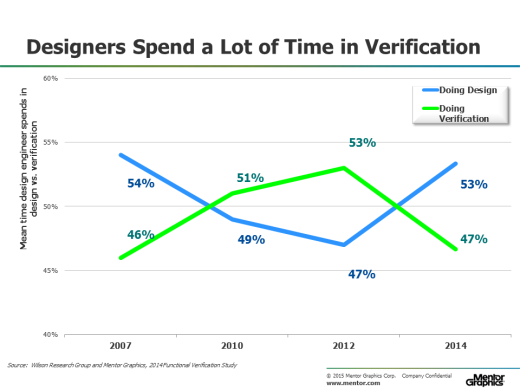 Designers Spend a Lot of Time in Verification
Mean time design engineer spends in
design vs. verification
60%
55%
50%
45%
40%
Doing Design
Doing
Verification
54%
46%
51%
49%
53%
47%
53%
47%
2007
2010
2012
2014
Source: Wilson Research Group and Mentor Graphics, 2014 Functional Verification Study
© 2015 Mentor Graphics Corp. Company Confidential
www.mentor.com
Mentor
Graphics